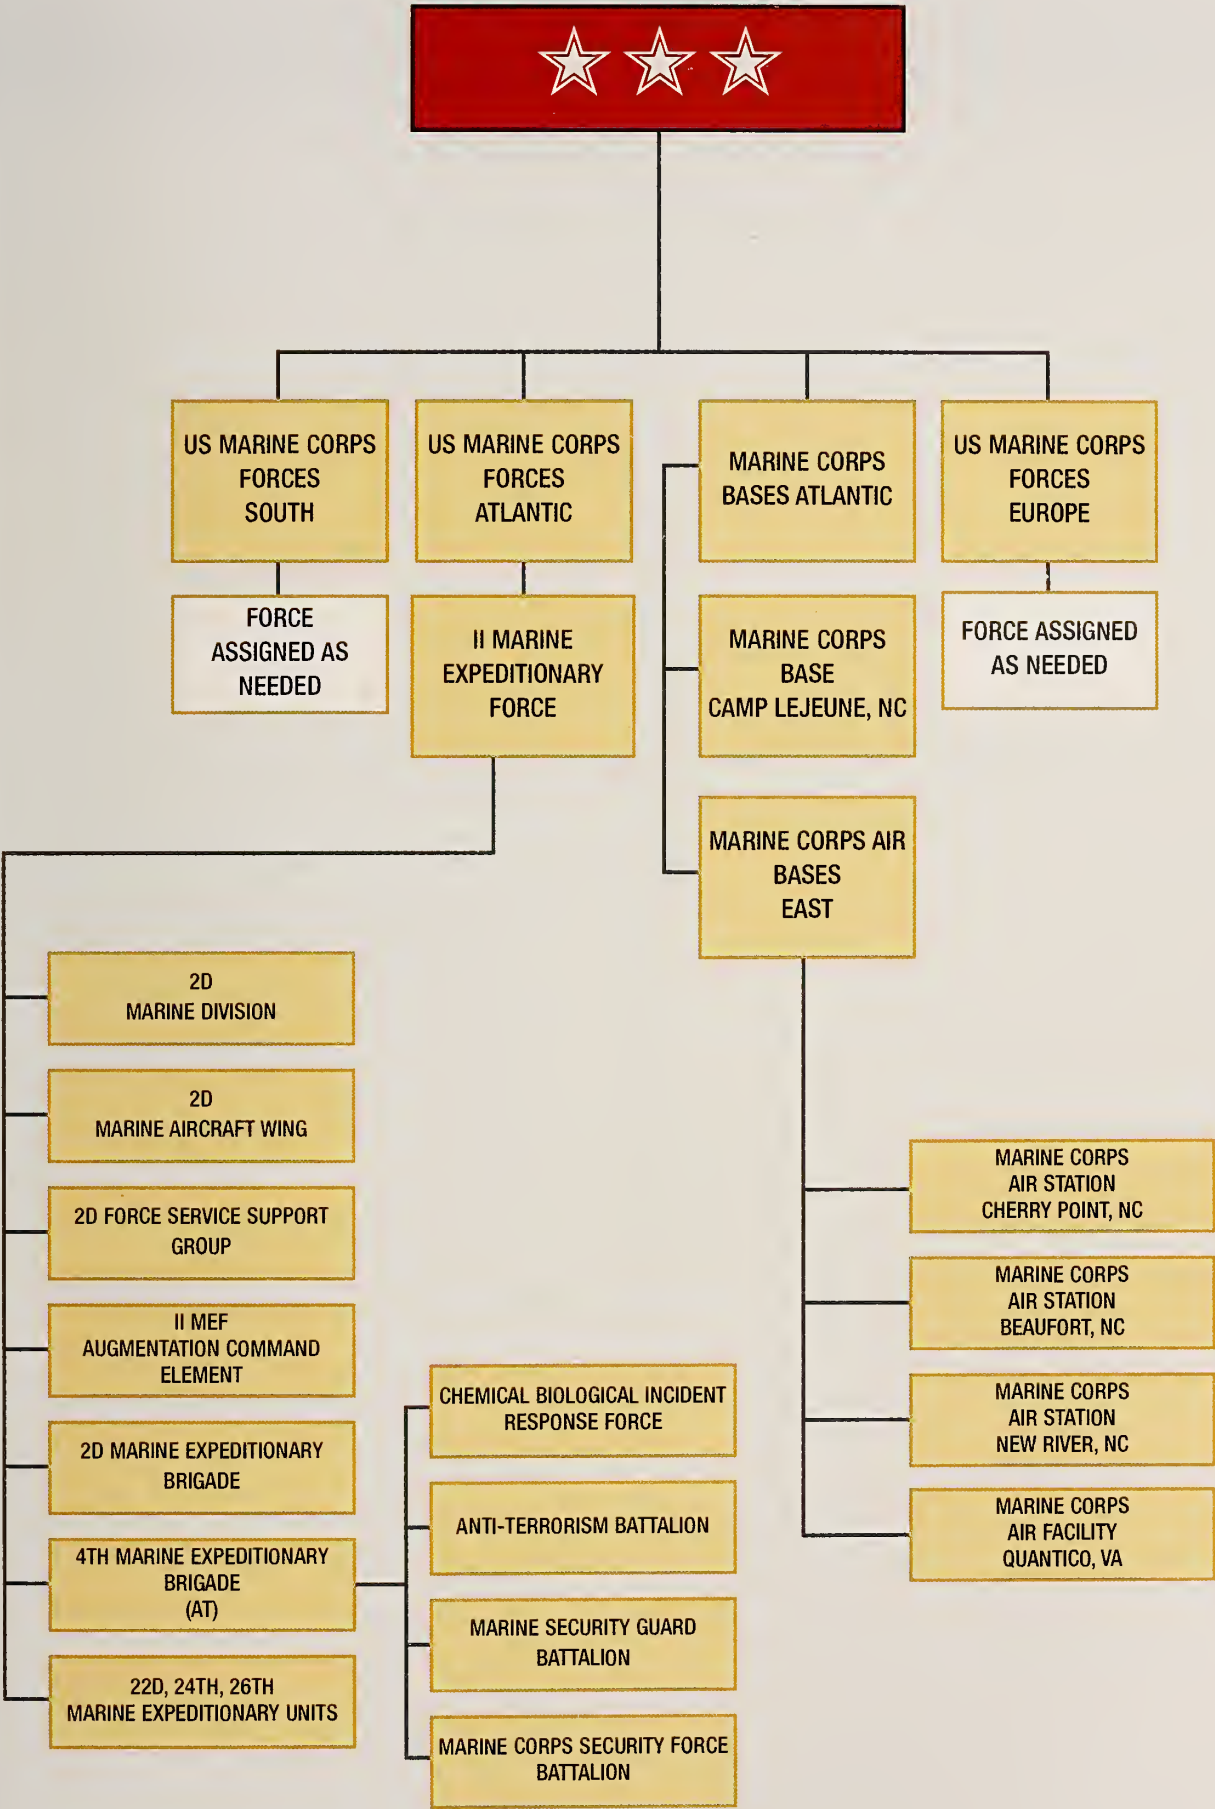 US MARINE CORPS
FORCES
SOUTH
US MARINE CORPS
FORCES
ATLANTIC
MARINE CORPS
BASES ATLANTIC
US MARINE CORPS
FORCES
EUROPE
FORCE
ASSIGNED AS
NEEDED
II MARINE
EXPEDITIONARY
FORCE
MARINE CORPS
BASE
CAMP LEJEUNE, NC
FORCE ASSIGNED
AS NEEDED
MARINE CORPS AIR
BASES
EAST
2D
MARINE DIVISION
2D
MARINE AIRCRAFT WING
2D FORCE SERVICE SUPPORT
GROUP
II MEF
AUGMENTATION COMMAND
ELEMENT
2D MARINE EXPEDITIONARY
BRIGADE
4TH MARINE EXPEDITIONARY
BRIGADE
(AT)
22D, 24TH, 26TH
MARINE EXPEDITIONARY UNITS
CHEMICAL BIOLOGICAL INCIDENT
RESPONSE FORCE
ANTI-TERRORISM BATTALION
MARINE SECURITY GUARD
BATTALION
MARINE CORPS SECURITY FORCE
BATTALION
MARINE CORPS
AIR STATION
CHERRY POINT, NC
MARINE CORPS
AIR STATION
BEAUFORT, NC
MARINE CORPS
AIR STATION
NEW RIVER, NC
MARINE CORPS
AIR FACILITY
QUANTICO, VA